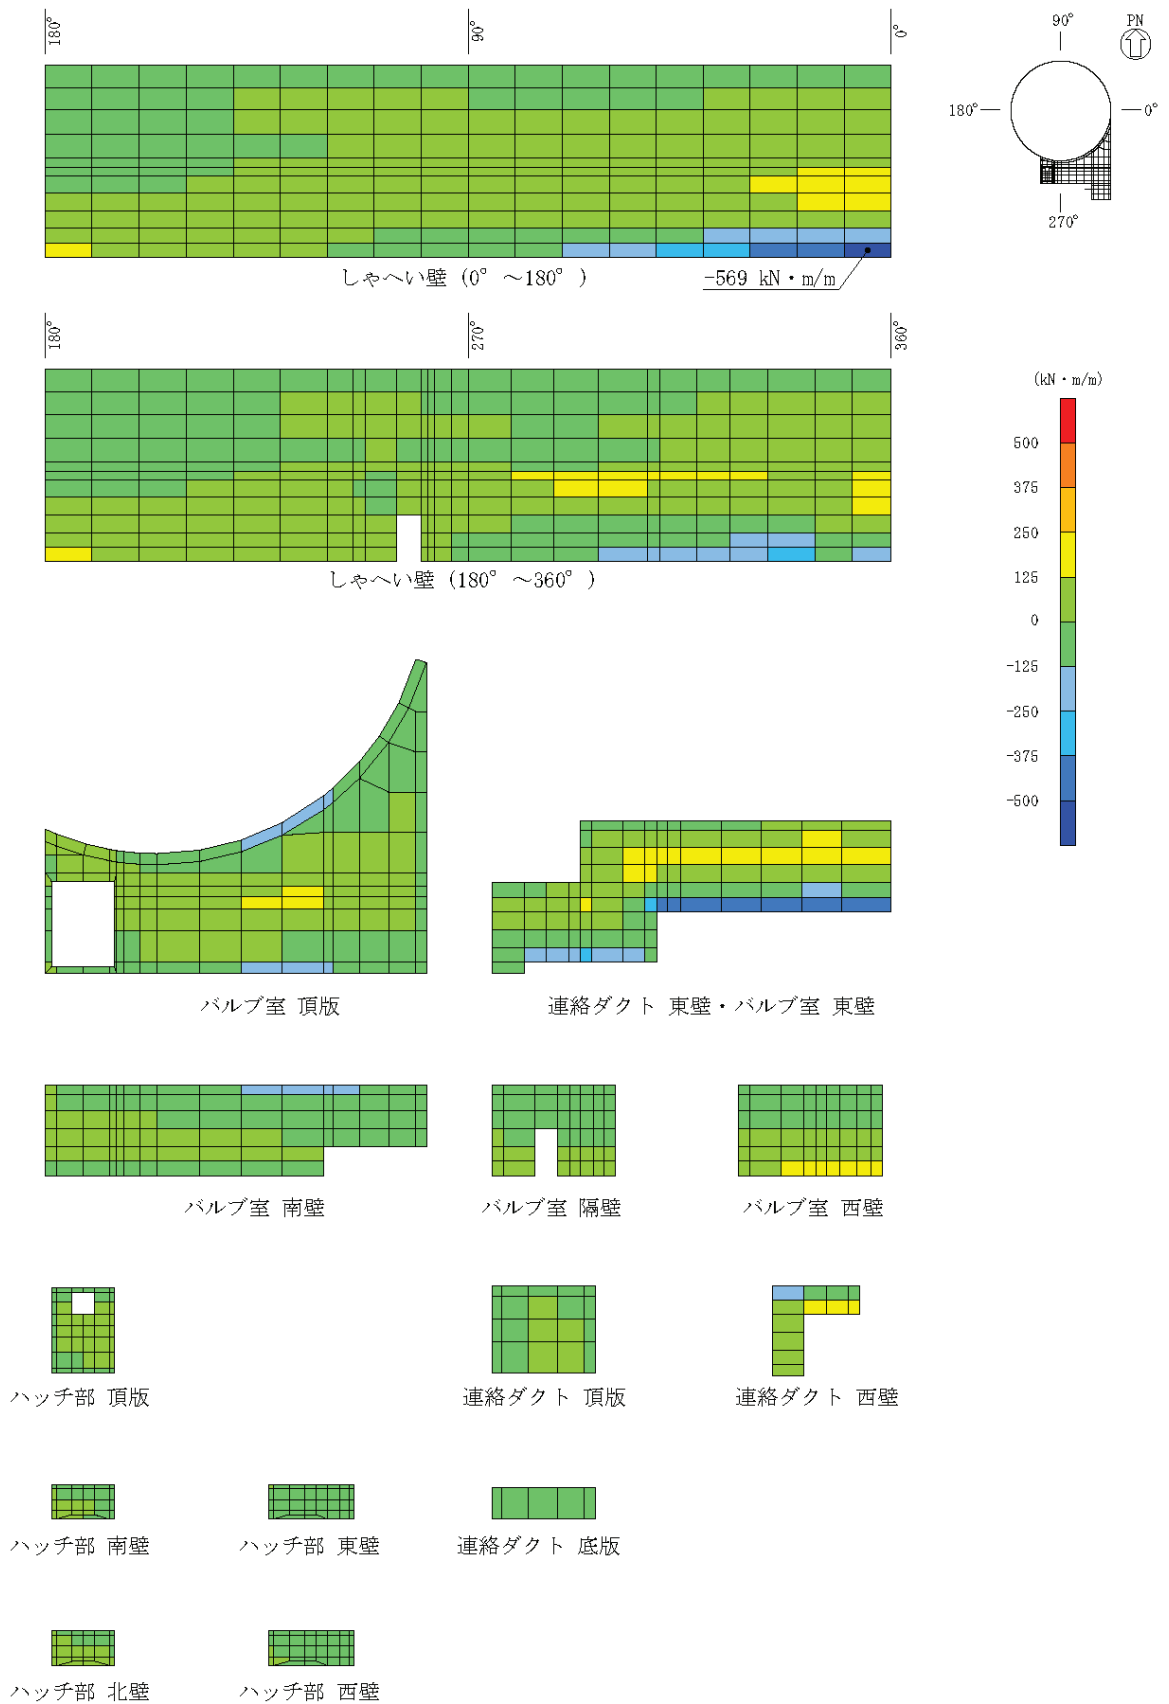 180°
90°
0°
90°
PN
180°
0°
270°
しゃへい壁 (0° ～180° )
-569 kN・m/m
180°
270°
360°
しゃへい壁 (180° ～360° )
(kN・m/m)
500
375
250
125
0
-125
-250
-375
-500
バルブ室 頂版
連絡ダクト 東壁・バルブ室 東壁
バルブ室 南壁
バルブ室 隔壁
バルブ室 西壁
ハッチ部 頂版
連絡ダクト 頂版
連絡ダクト 西壁
ハッチ部 南壁
ハッチ部 東壁
連絡ダクト 底版
ハッチ部 北壁
ハッチ部 西壁